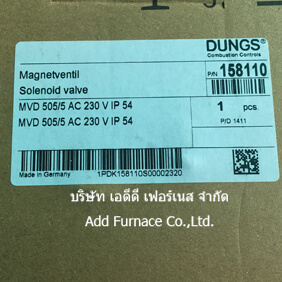 DUNGS®
Combustion Controls
Magnetventil
Solenoid valve
P/N 158110
MVD 505/5 AC 230 V IP 54
MVD 505/5 AC 230 V IP 54
1 pcs.
P/D 1411
Made in Germany
1PDK158110S00002320
บริษัท เอดีดี เฟอร์เนส จำกัด
Add Furnace Co.,Ltd.